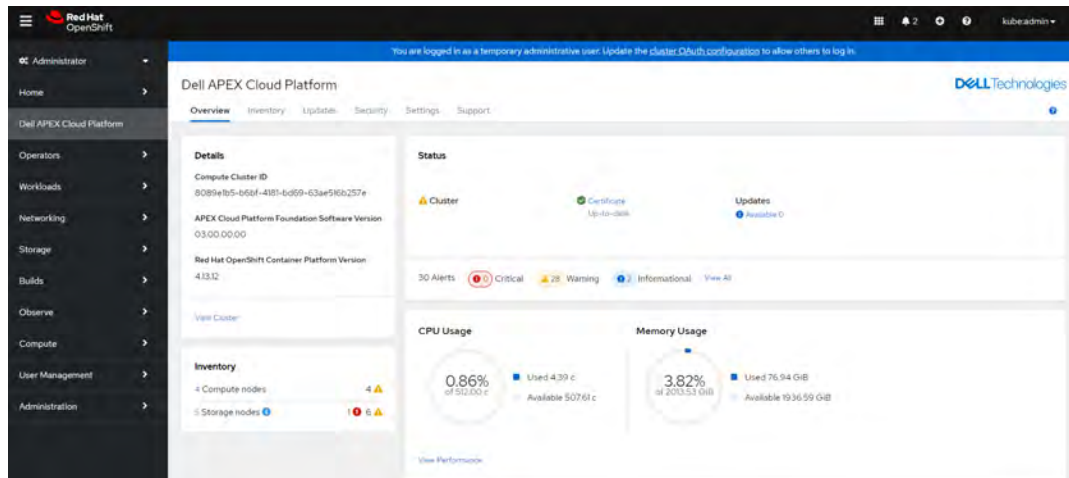 Red Hat
OpenShift
2
kube:admin
You are logged in as a temporary administrative user. Update the cluster OAuth configuration to allow others to log in.
Administrator
Home
Dell APEX Cloud Platform
Operators
Workloads
Networking
Storage
Builds
Observe
Compute
User Management
Administration
Dell APEX Cloud Platform
DELLTechnologies
Overview Inventory Updates Security Settings Support
Details
Compute Cluster ID
8089e1b5-b6bf-4181-bd69-63ae516b257e
APEX Cloud Platform Foundation Software Version
03.00.00.00
Red Hat OpenShift Container Platform Version
4.13.12
View Cluster
Inventory
4 Compute nodes 4
5 Storage nodes 1 6
Status
Cluster
Certificate
Up-to-date
Updates
Available 0
30 Alerts 0 Critical 28 Warning 2 Informational View All
CPU Usage
0.86%
of 512.00 c
Used 4.39 c
Available 507.61 c
Memory Usage
3.82%
of 2013.53 GiB
Used 76.94 GiB
Available 1936.59 GiB
View Performance